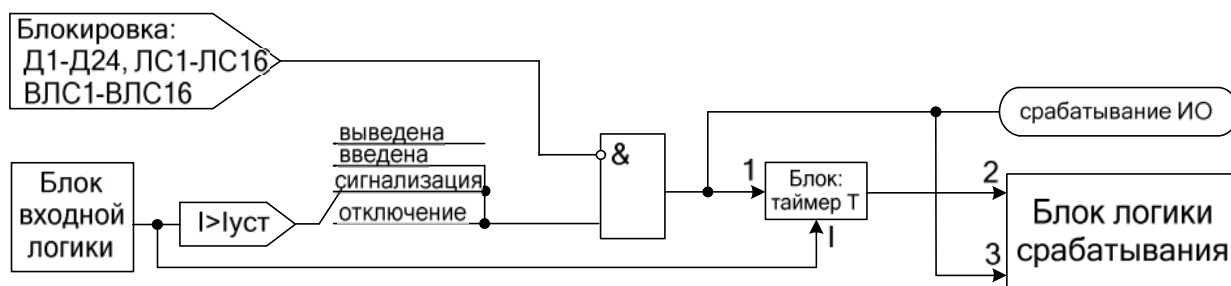 Блокировка:
Д1-Д24, ЛС1-ЛС16
ВЛС1-ВЛС16
срабатывание ИО
выведена
введена
сигнализация
отключение
&
Блок
входной
логики
I>Iуст
1
Блок:
таймер Т
I
2
3
Блок логики
срабатывания